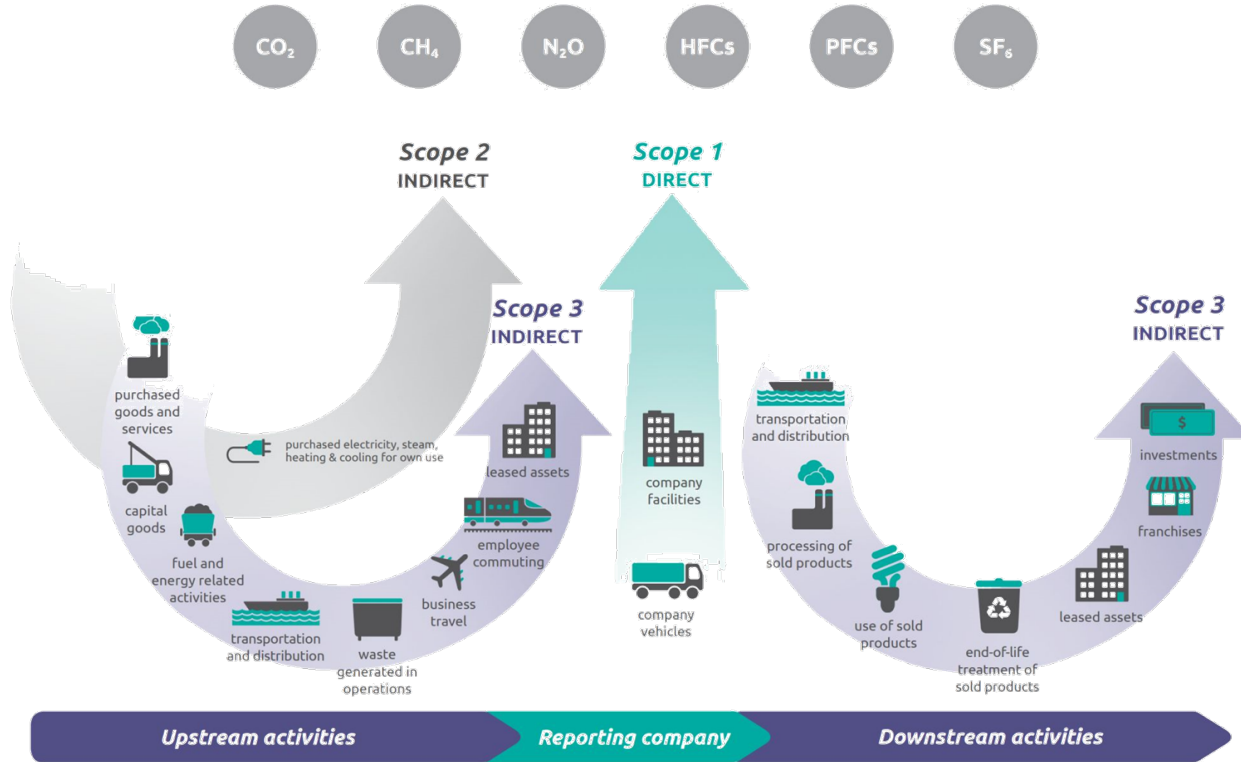 CO₂
CH₄
N₂O
HFCs
PFCs
SF₆
Scope 2
INDIRECT
Scope 1
DIRECT
Scope 3
INDIRECT
Scope 3
INDIRECT
purchased
goods and
services
capital
goods
fuel and
energy related
activities
purchased electricity, steam,
heating & cooling for own use
transportation
and distribution
waste
generated in
operations
business
travel
employee
commuting
leased assets
company
facilities
company
vehicles
transportation
and distribution
processing of
sold products
use of sold
products
end-of-life
treatment of
sold products
leased assets
franchises
$
investments
Upstream activities
Reporting company
Downstream activities